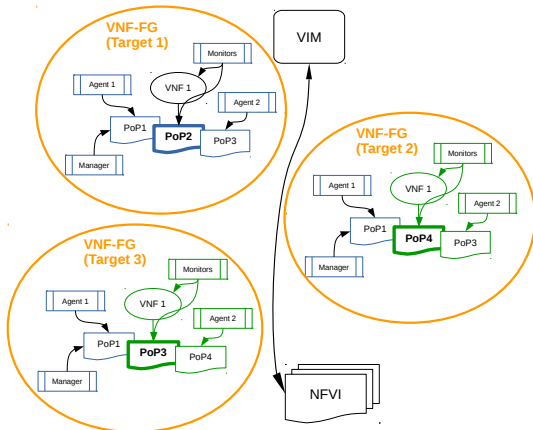 VNF-FG
(Target 1)
Monitors
VIM
Agent 1
VNF 1
Agent 2
PoP1
PoP2
PoP3
Manager
VNF-FG
(Target 2)
Monitors
Agent 1
VNF 1
Agent 2
PoP1
PoP4
PoP3
Manager
VNF-FG
(Target 3)
Monitors
Agent 1
VNF 1
Agent 2
PoP1
PoP3
PoP4
Manager
NFVI